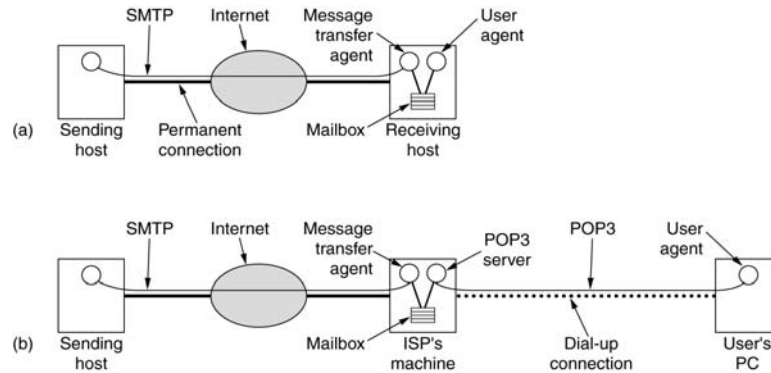 SMTP
Internet
Message
transfer
agent
User
agent
(a)
Sending
host
Permanent
connection
Mailbox
Receiving
host
SMTP
Internet
Message
transfer
agent
POP3
server
POP3
User
agent
(b)
Sending
host
Mailbox
ISP's
machine
Dial-up
connection
User's
PC